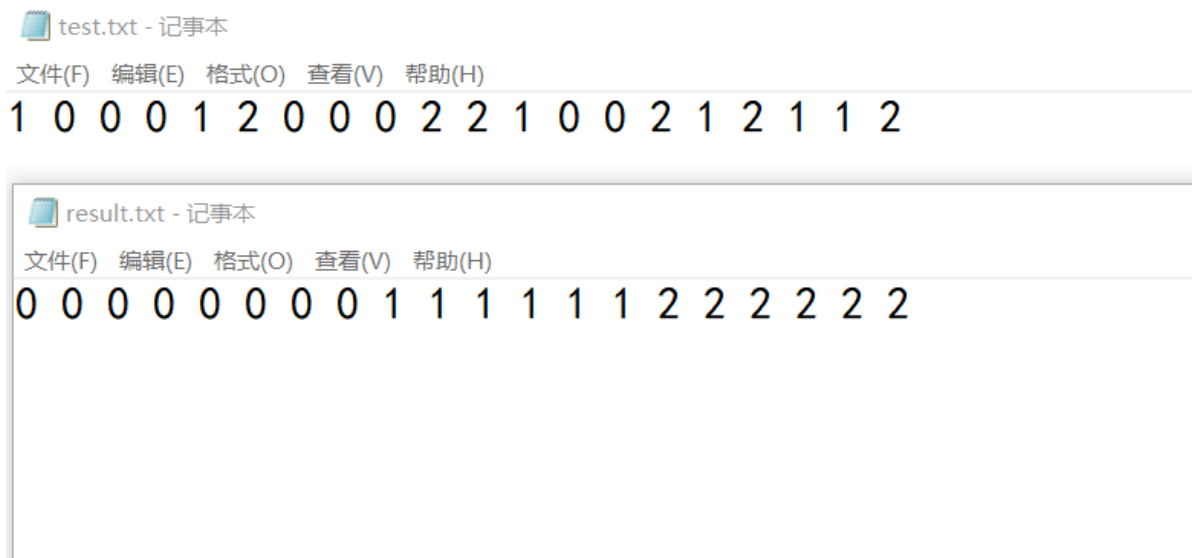 test.txt - 记事本
文件(F) 编辑(E) 格式(O) 查看(V) 帮助(H)
1 0 0 0 1 2 0 0 0 2 2 1 0 0 2 1 2 1 1 2
result.txt - 记事本
文件(F) 编辑(E) 格式(O) 查看(V) 帮助(H)
0 0 0 0 0 0 0 0 1 1 1 1 1 1 2 2 2 2 2 2